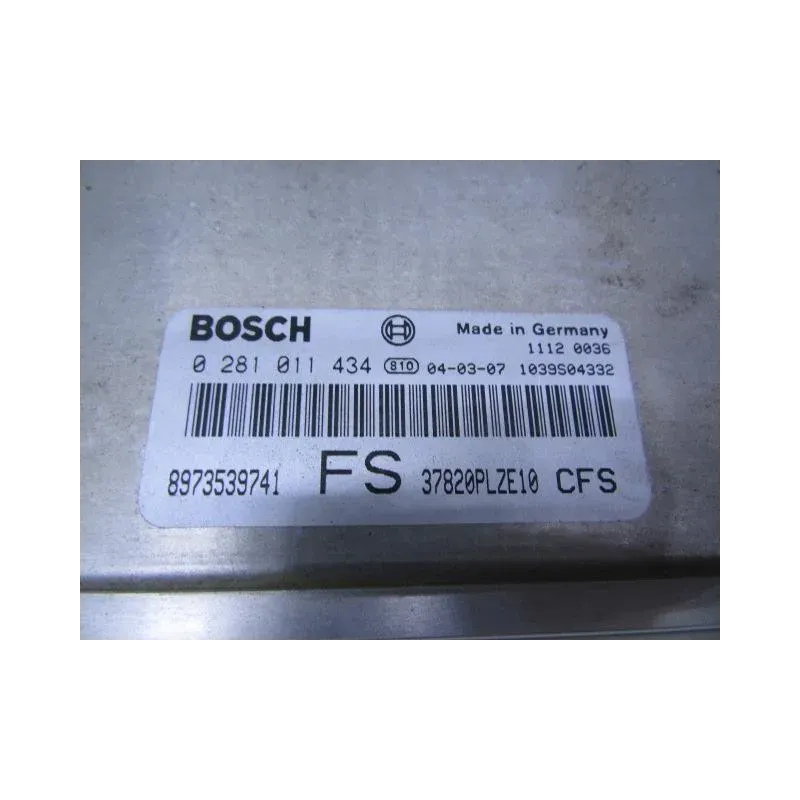 BOSCH Made in Germany
1112 0036
0 281 011 434 810 04-03-07 1039S04332
8973539741 FS 37820PLZE10 CFS